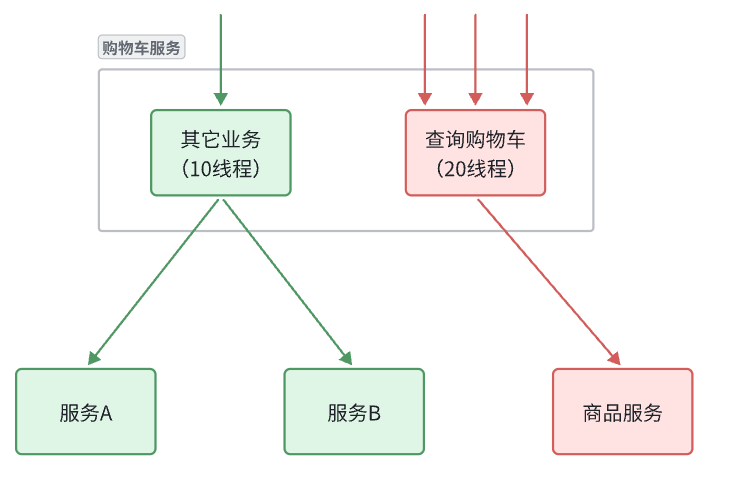 购物车服务
其它业务
（10线程）
查询购物车
（20线程）
服务A
服务B
商品服务